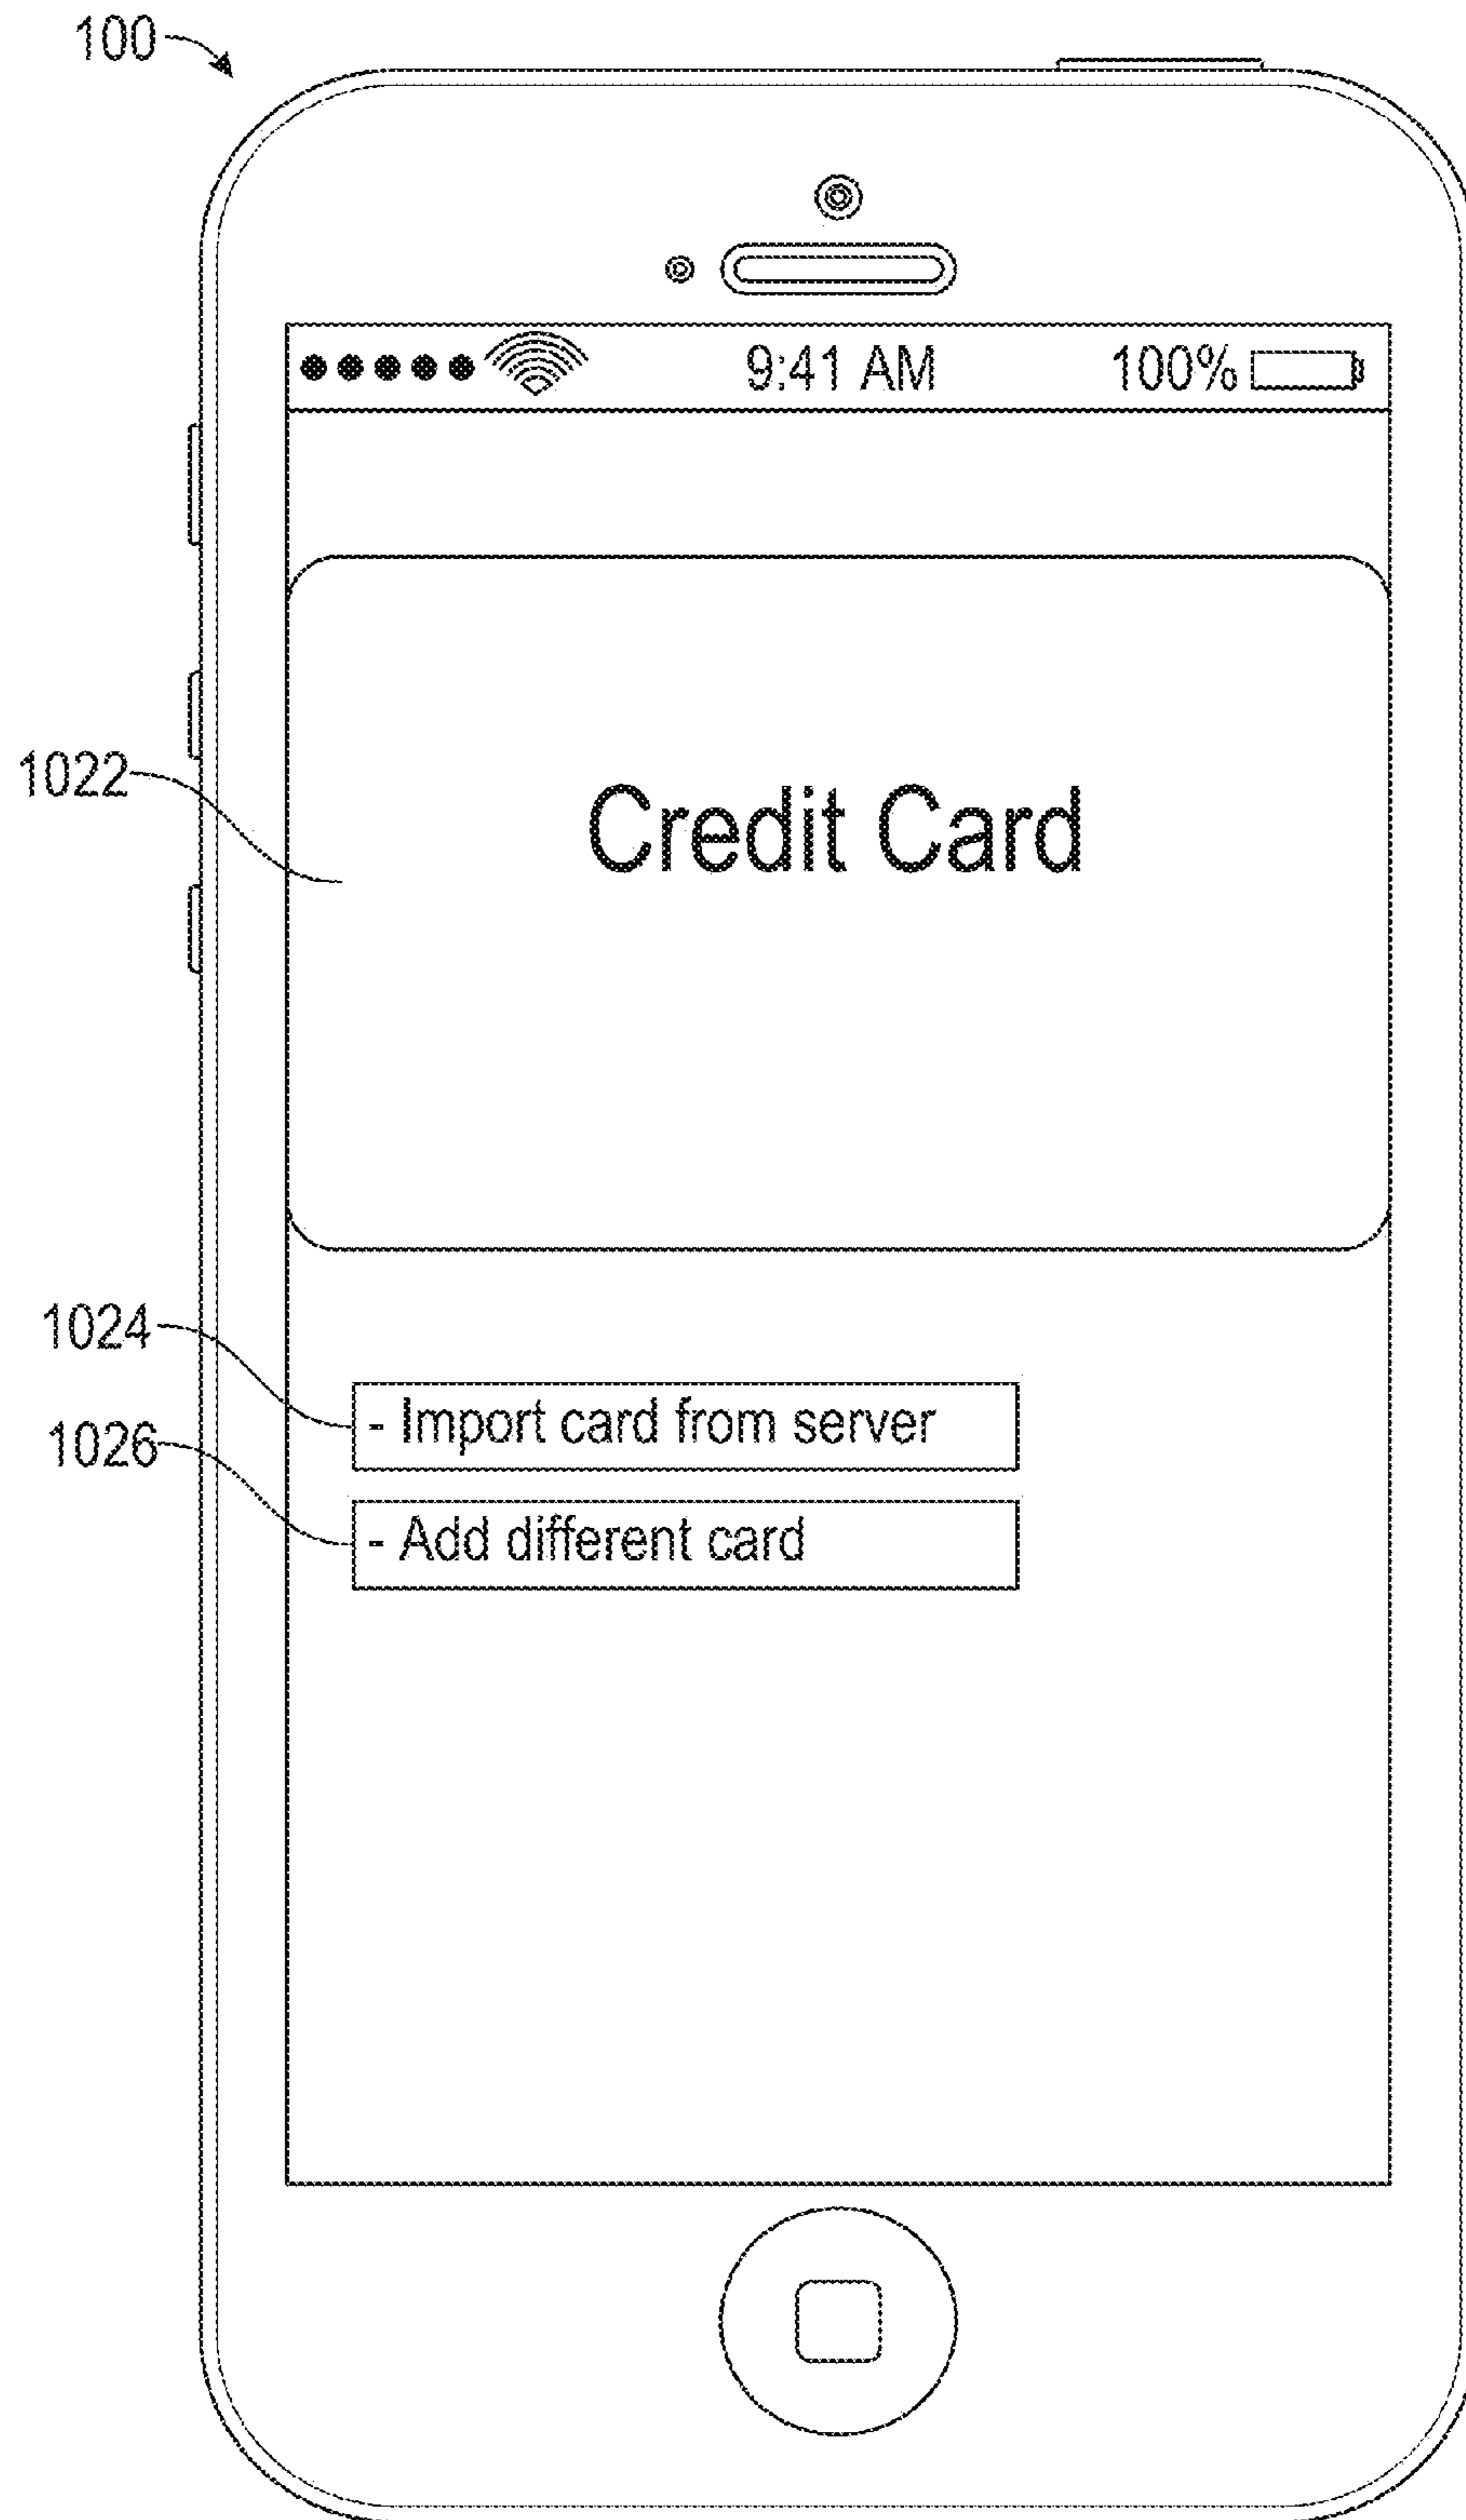 100
9:41 AM 100%
1022
Credit Card
1024
- Import card from server
1026
- Add different card